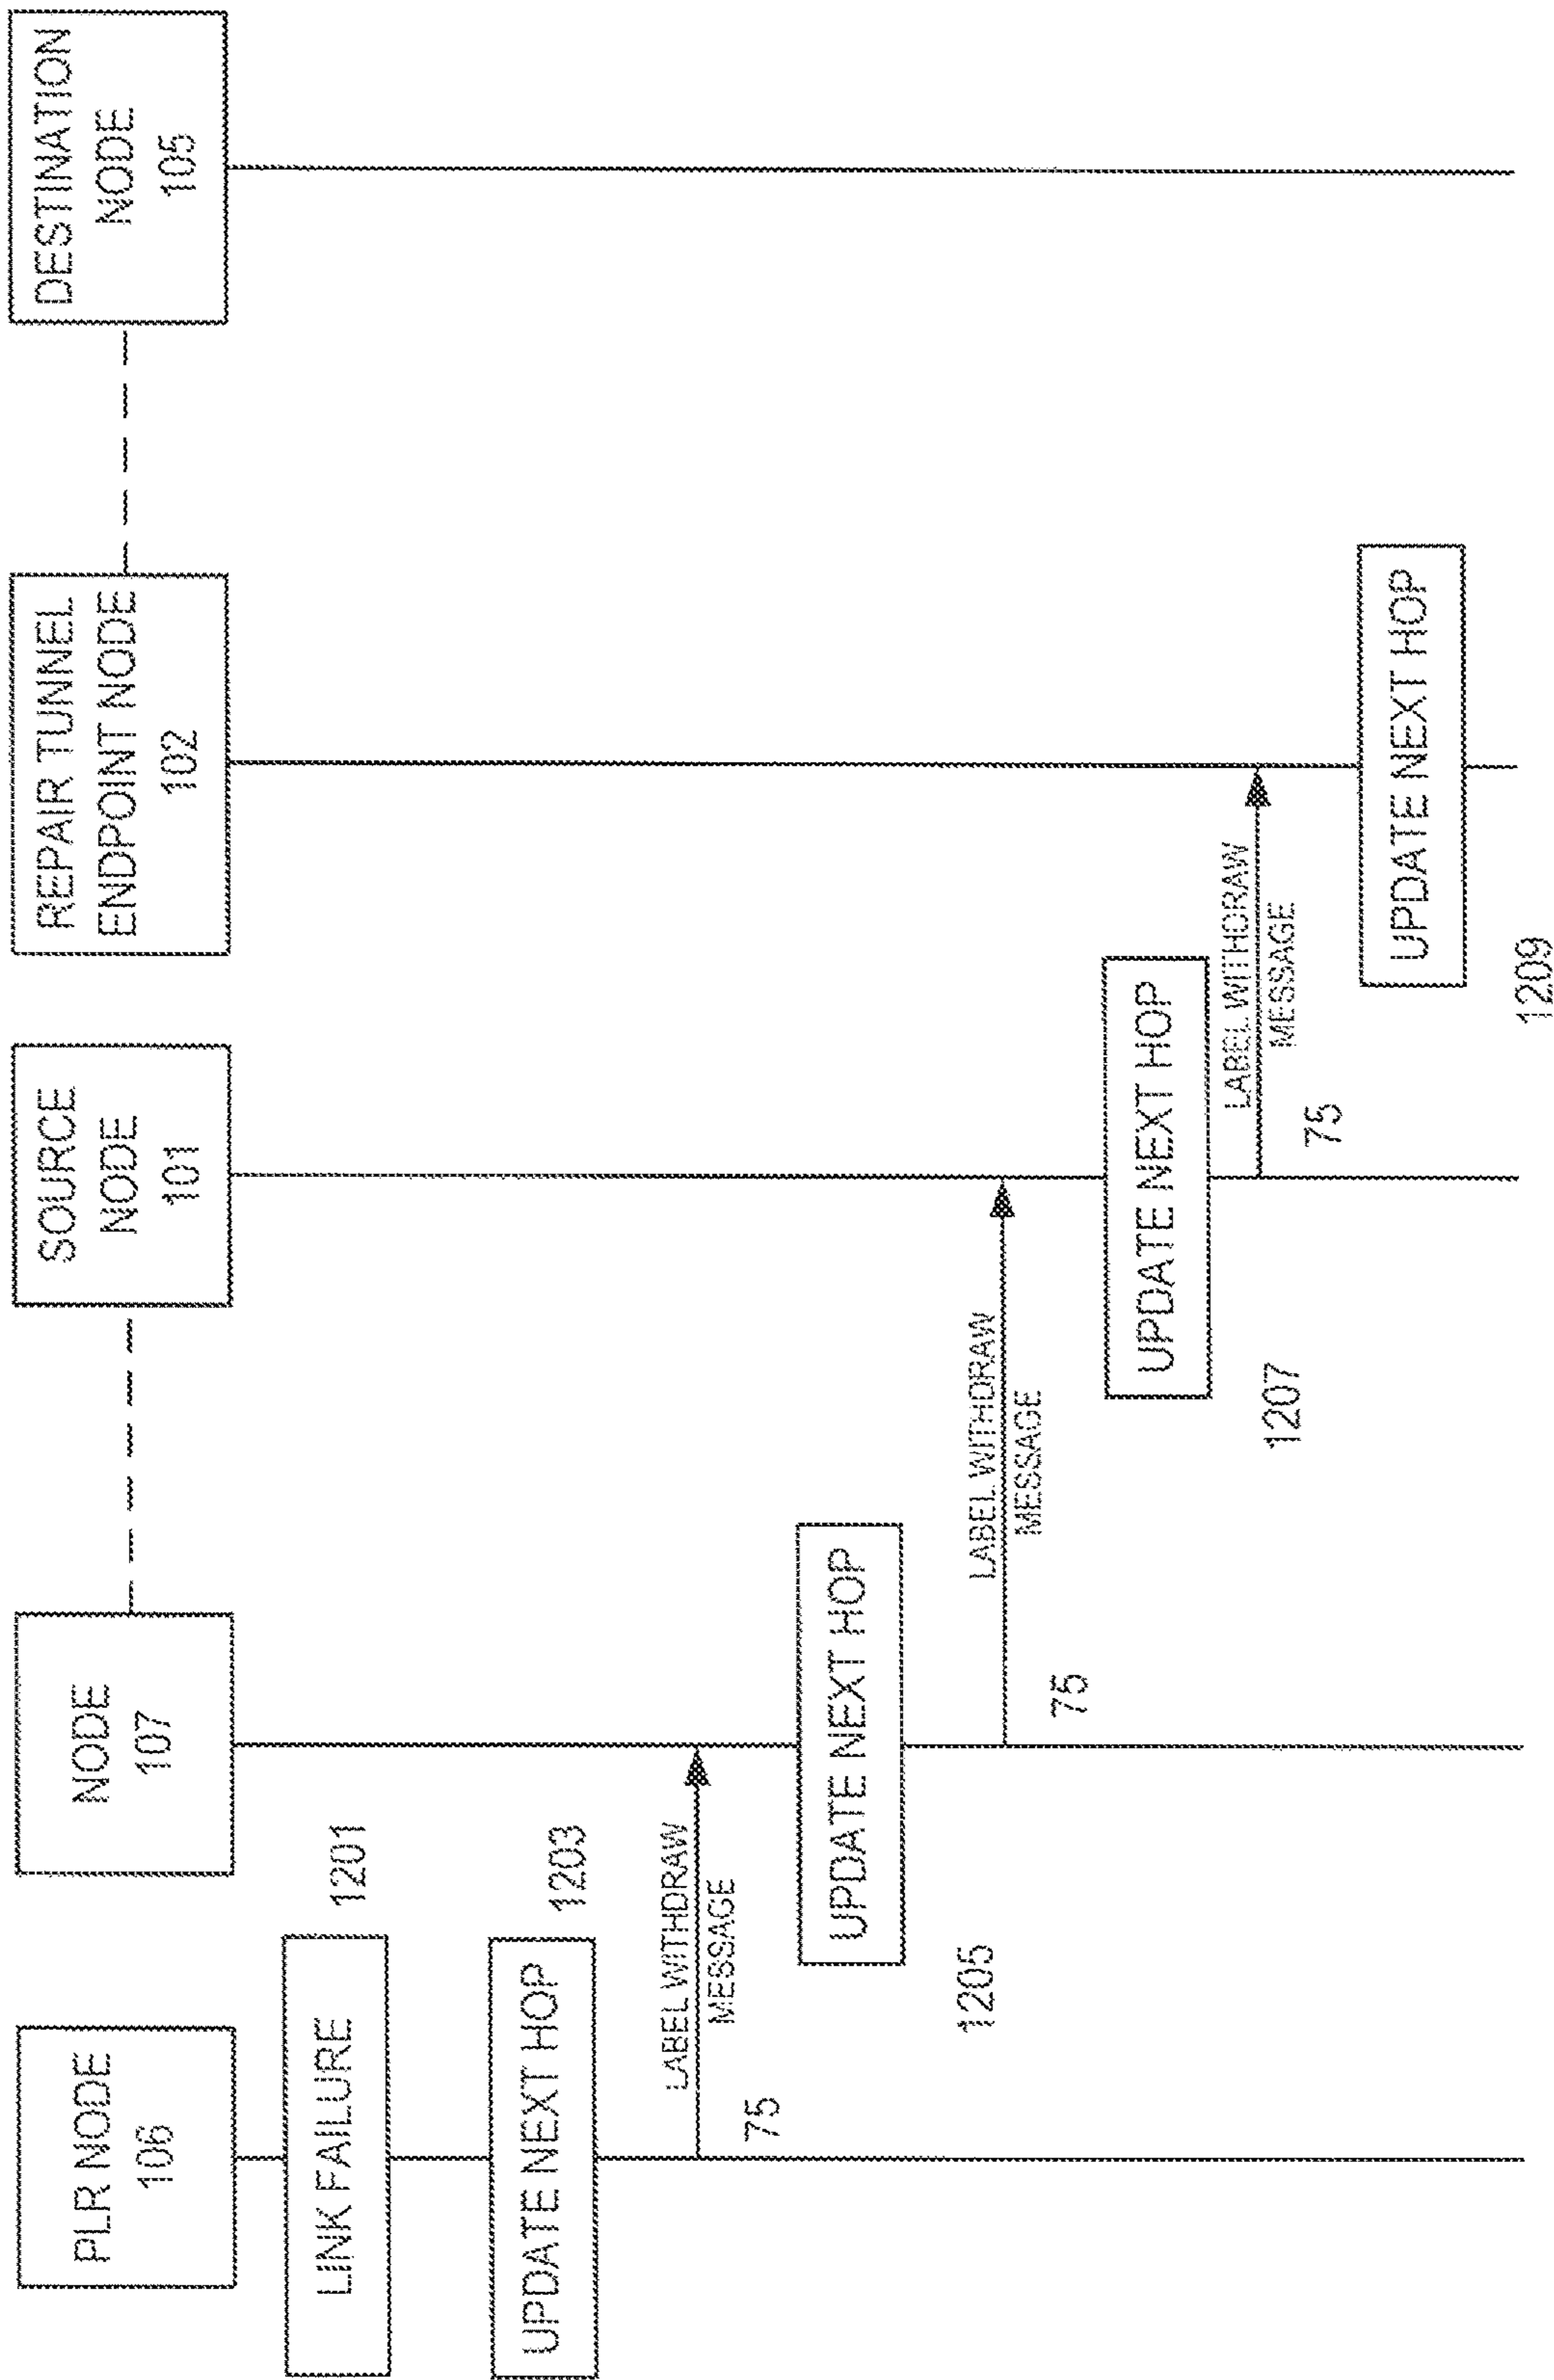 PLR NODE
106
NODE
107
SOURCE
NODE
101
REPAIR TUNNEL
ENDPOINT NODE
102
DESTINATION
NODE
105
LINK FAILURE
1201
UPDATE NEXT HOP
1203
LABEL WITHDRAW
MESSAGE
75
UPDATE NEXT HOP
1205
LABEL WITHDRAW
MESSAGE
75
UPDATE NEXT HOP
1207
LABEL WITHDRAW
MESSAGE
75
UPDATE NEXT HOP
1209